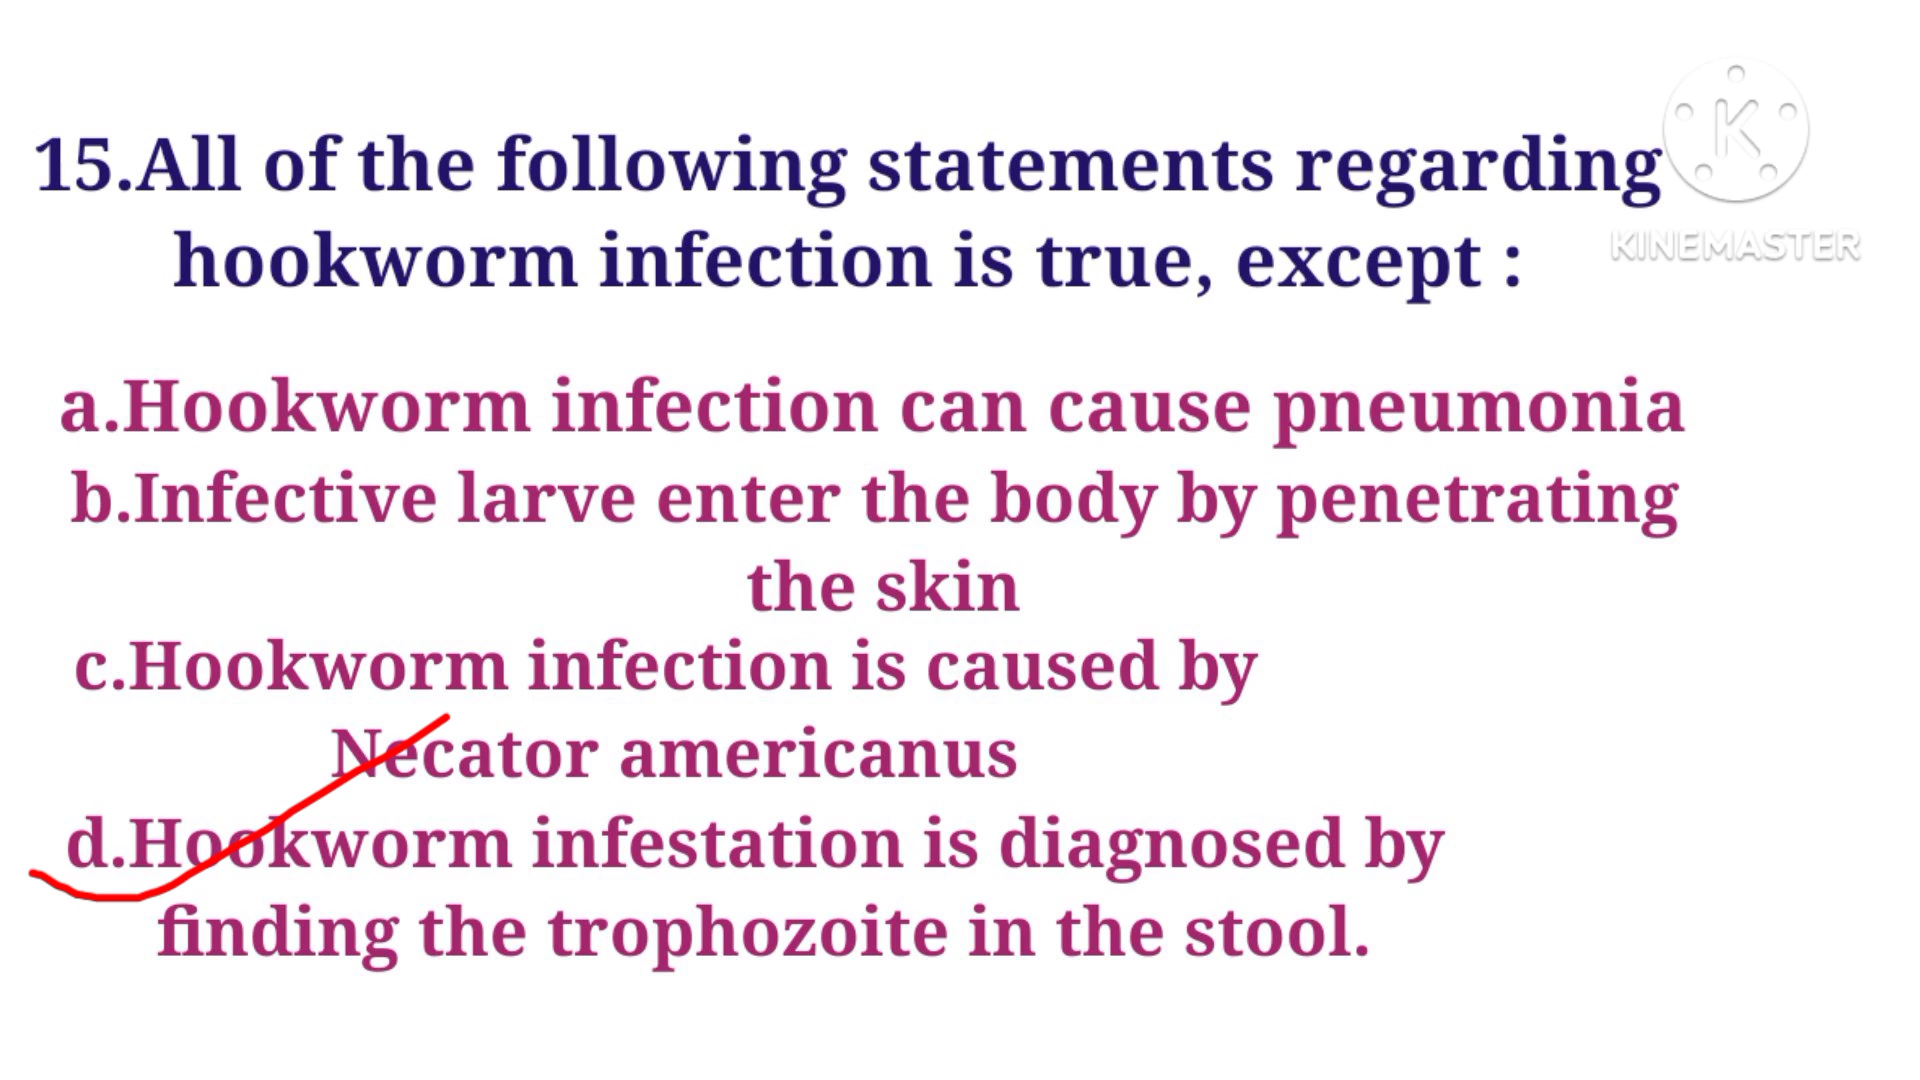 15.All of the following statements regarding
hookworm infection is true, except :
K
KINEMASTER
a.Hookworm infection can cause pneumonia
b.Infective larve enter the body by penetrating
the skin
c.Hookworm infection is caused by
Necator americanus
d.Hookworm infestation is diagnosed by
finding the trophozoite in the stool.